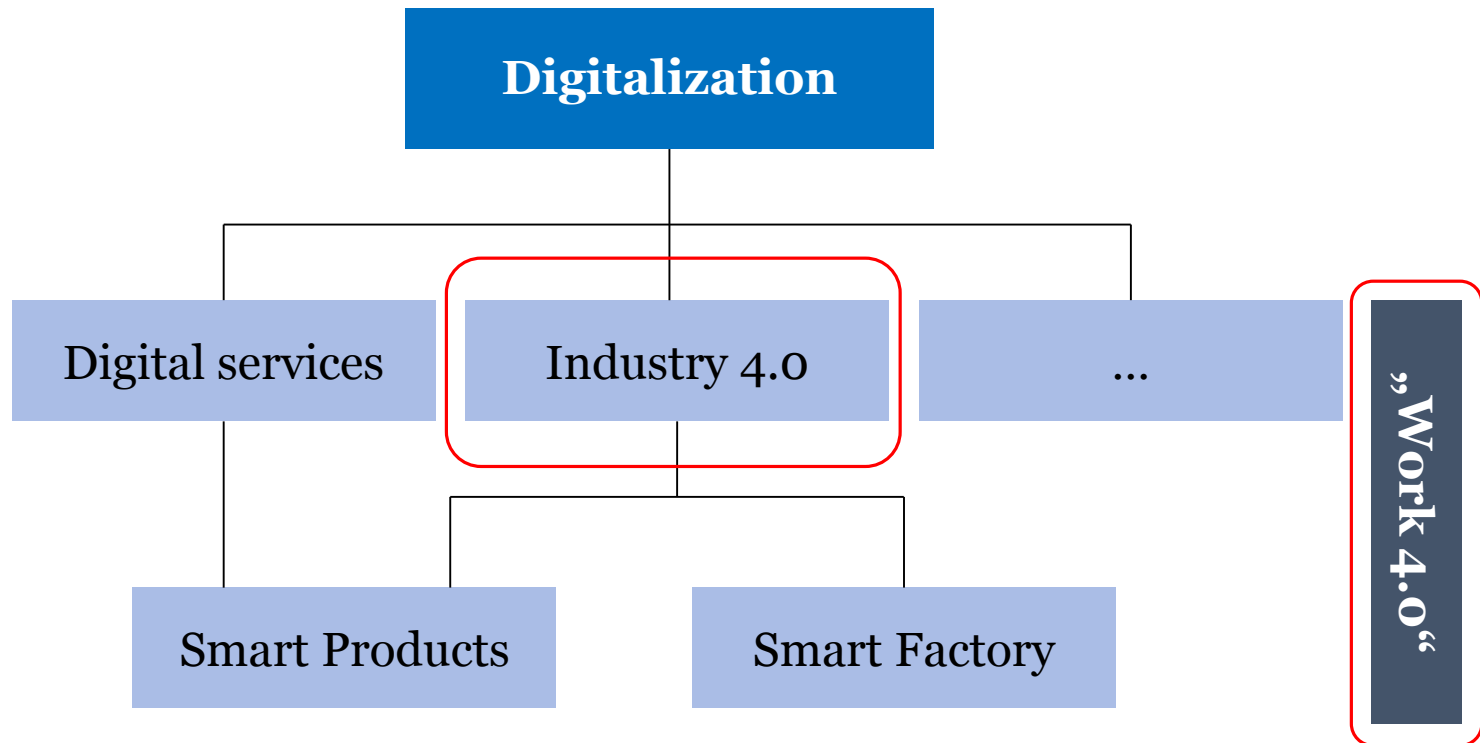 Digitalization
Digital services
Industry 4.0
...
„Work 4.0“
Smart Products
Smart Factory